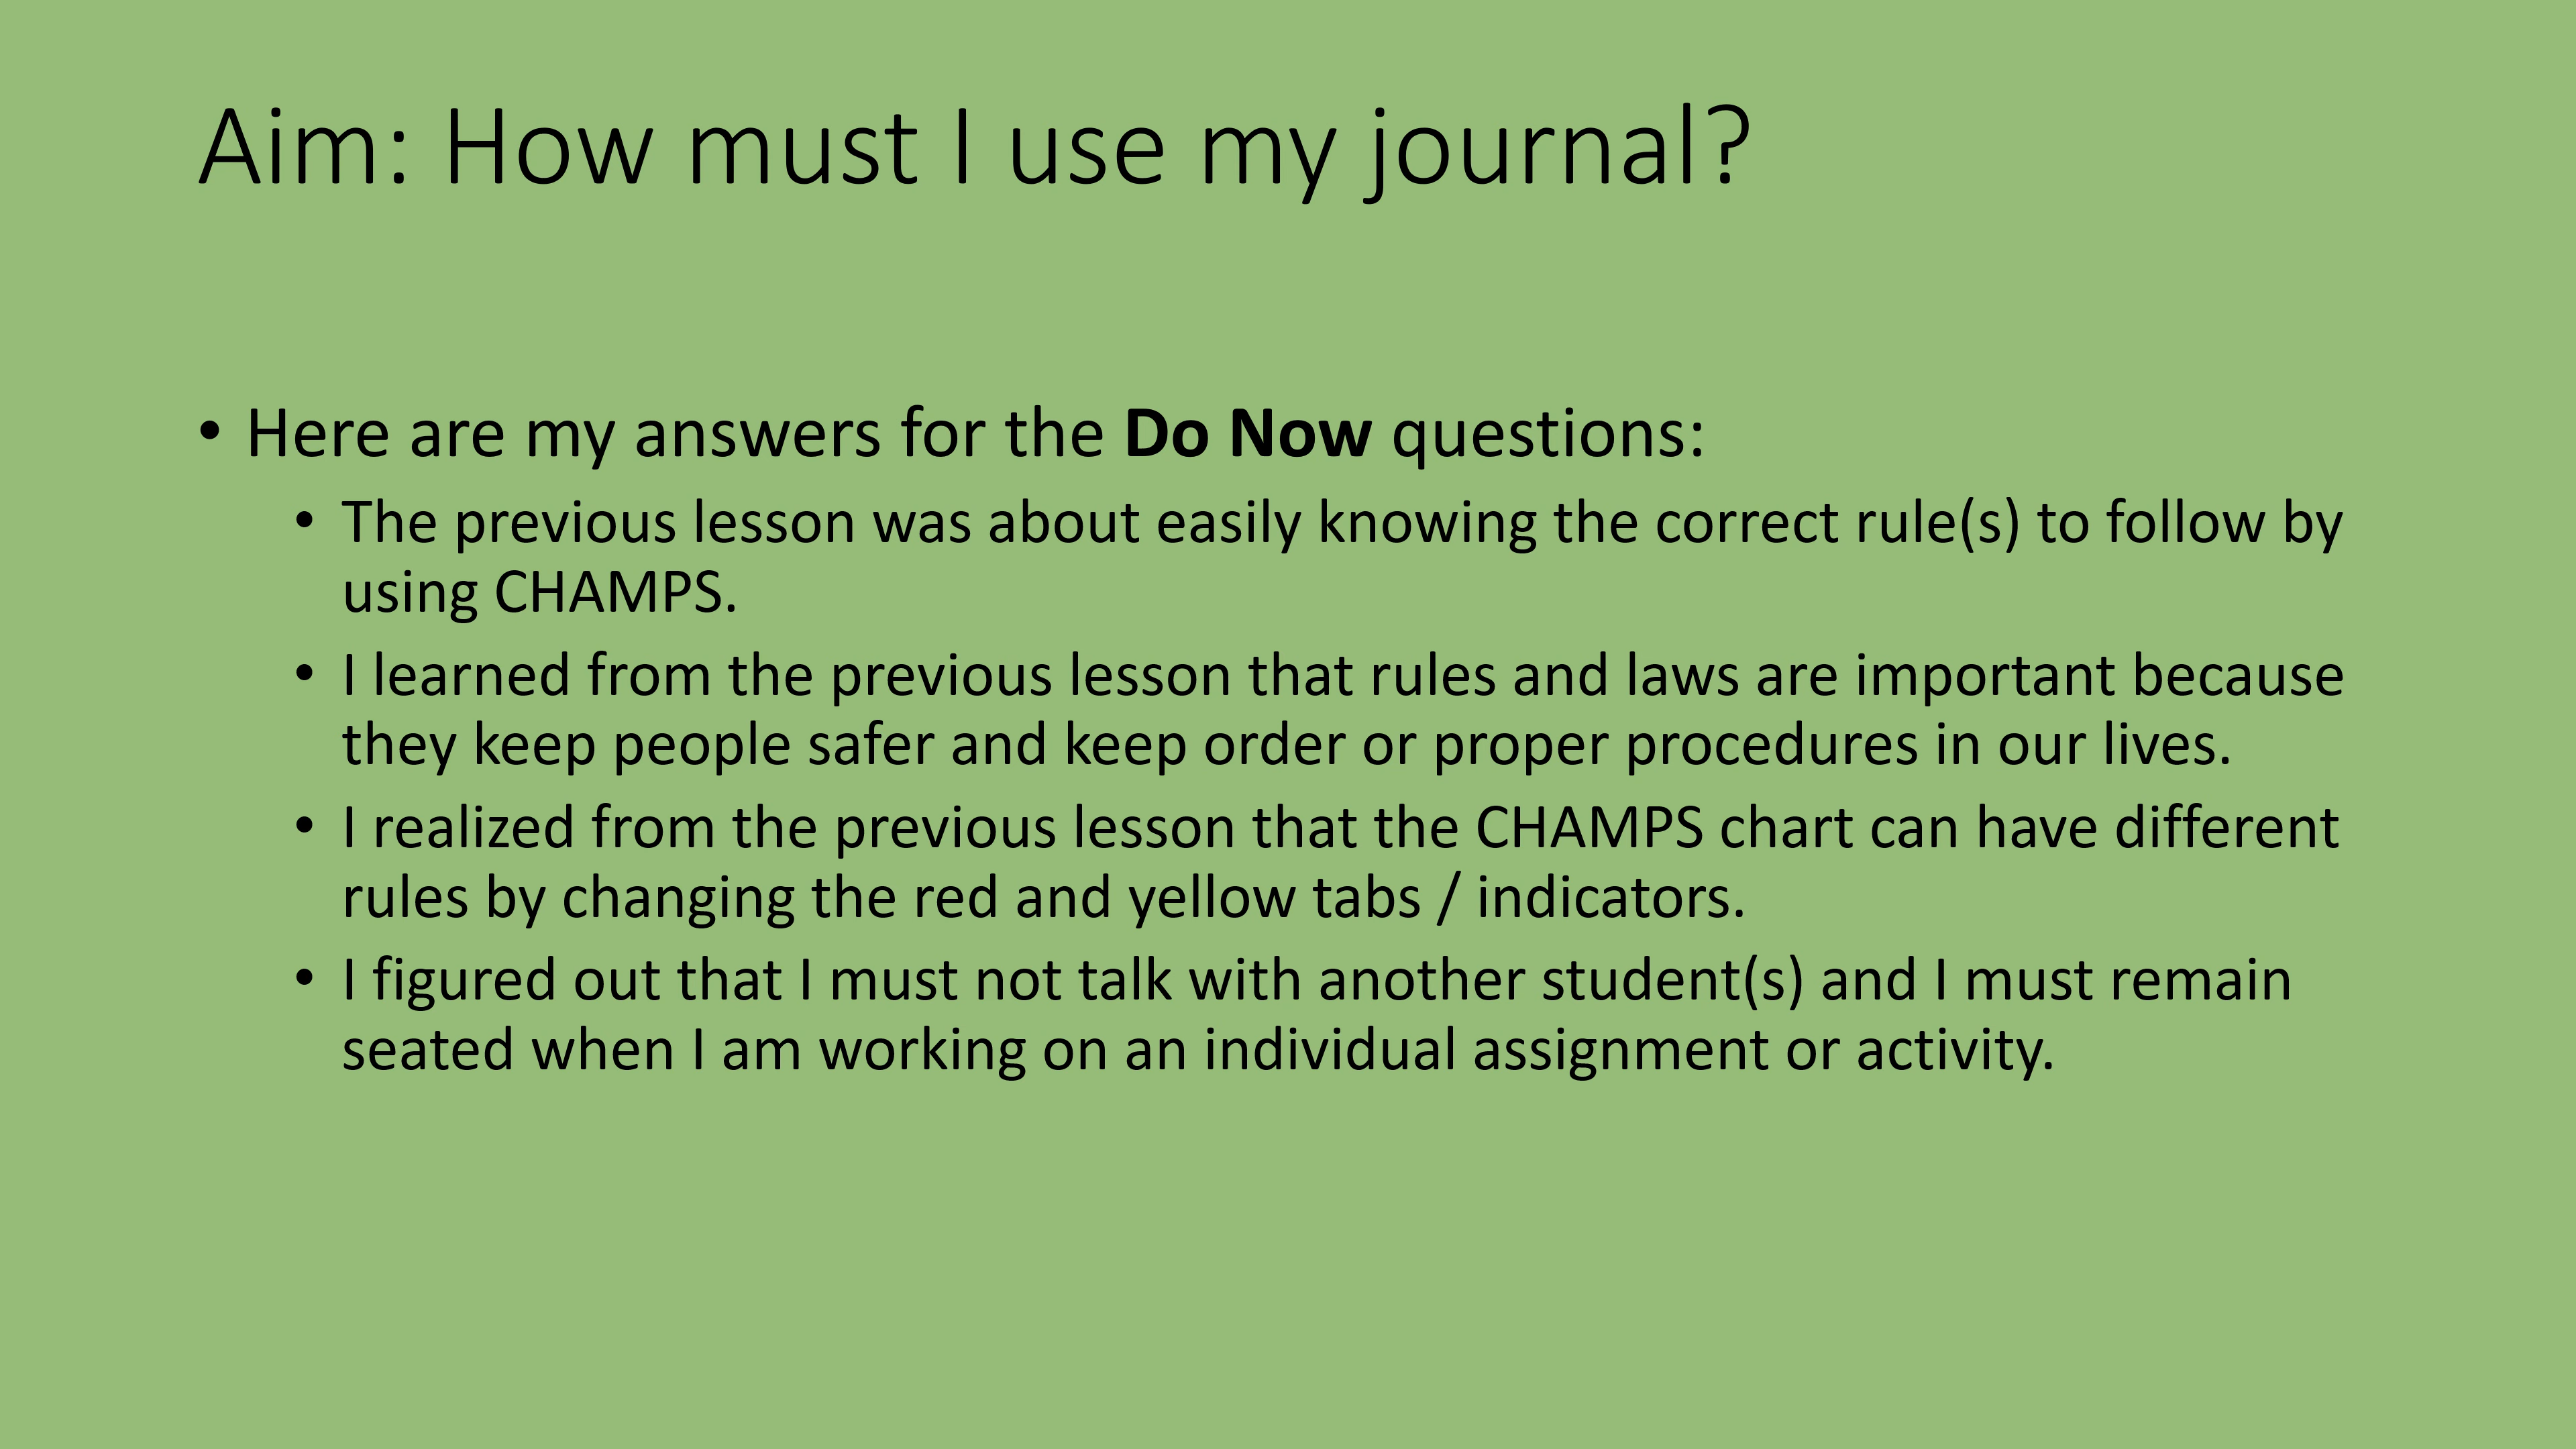 Aim: How must I use my journal?
• Here are my answers for the Do Now questions:
• The previous lesson was about easily knowing the correct rule(s) to follow by
using CHAMPS.
• I learned from the previous lesson that rules and laws are important because
they keep people safer and keep order or proper procedures in our lives.
• I realized from the previous lesson that the CHAMPS chart can have different
rules by changing the red and yellow tabs / indicators.
• I figured out that I must not talk with another student(s) and I must remain
seated when I am working on an individual assignment or activity.